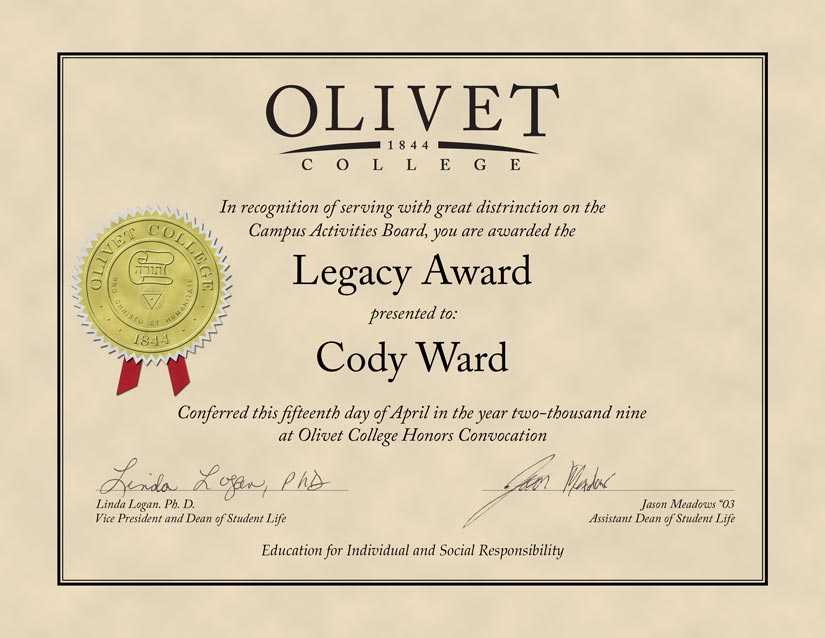 OLIVET
1844
COLLEGE
In recognition of serving with great distrinction on the
Campus Activities Board, you are awarded the
Legacy Award
presented to:
Cody Ward
OLIVET COLLEGE
תורה
PRO CHRISTO ET HUMANITATE
1844
Conferred this fifteenth day of April in the year two-thousand nine
at Olivet College Honors Convocation
Linda Logan, PhD
Jason Meadows
Linda Logan. Ph. D.
Vice President and Dean of Student Life
Jason Meadows “03
Assistant Dean of Student Life
Education for Individual and Social Responsibility